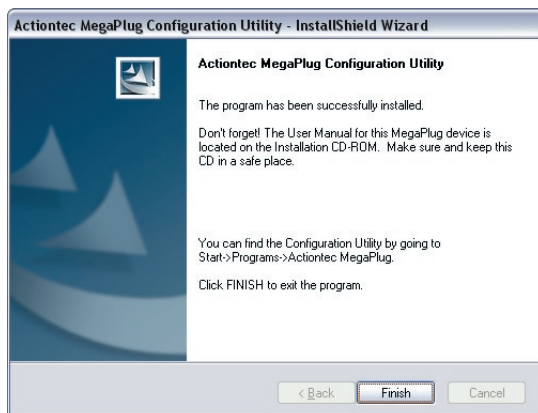 Actiontec MegaPlug Configuration Utility - InstallShield Wizard
Actiontec MegaPlug Configuration Utility
The program has been successfully installed.
Don't forget! The User Manual for this MegaPlug device is
located on the Installation CD-ROM.  Make sure and keep this
CD in a safe place.
You can find the Configuration Utility by going to
Start->Programs->Actiontec MegaPlug.
Click FINISH to exit the program.
< Back
Finish
Cancel